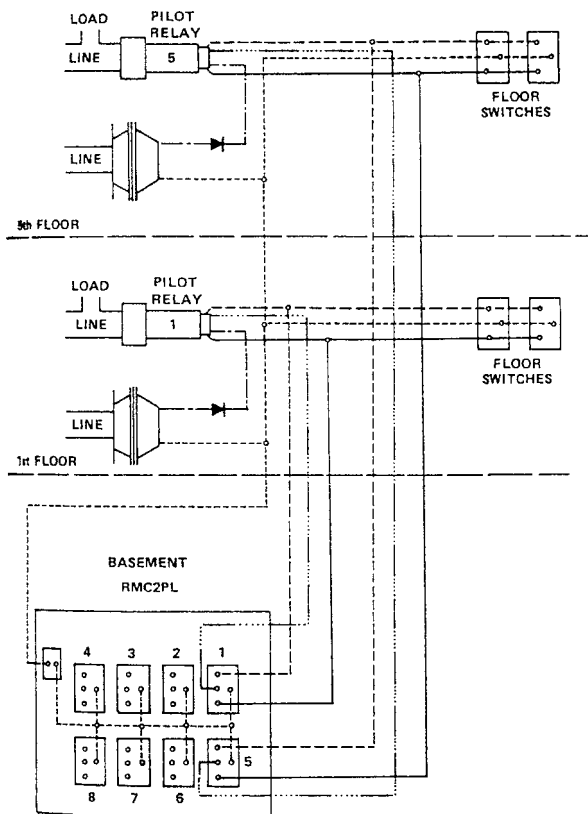 LOAD
PILOT
RELAY
LINE
5
FLOOR
SWITCHES
LINE
5th FLOOR
LOAD
PILOT
RELAY
LINE
1
FLOOR
SWITCHES
LINE
1rt FLOOR
BASEMENT
RMC2PL
4 3 2 1
5
8 7 6